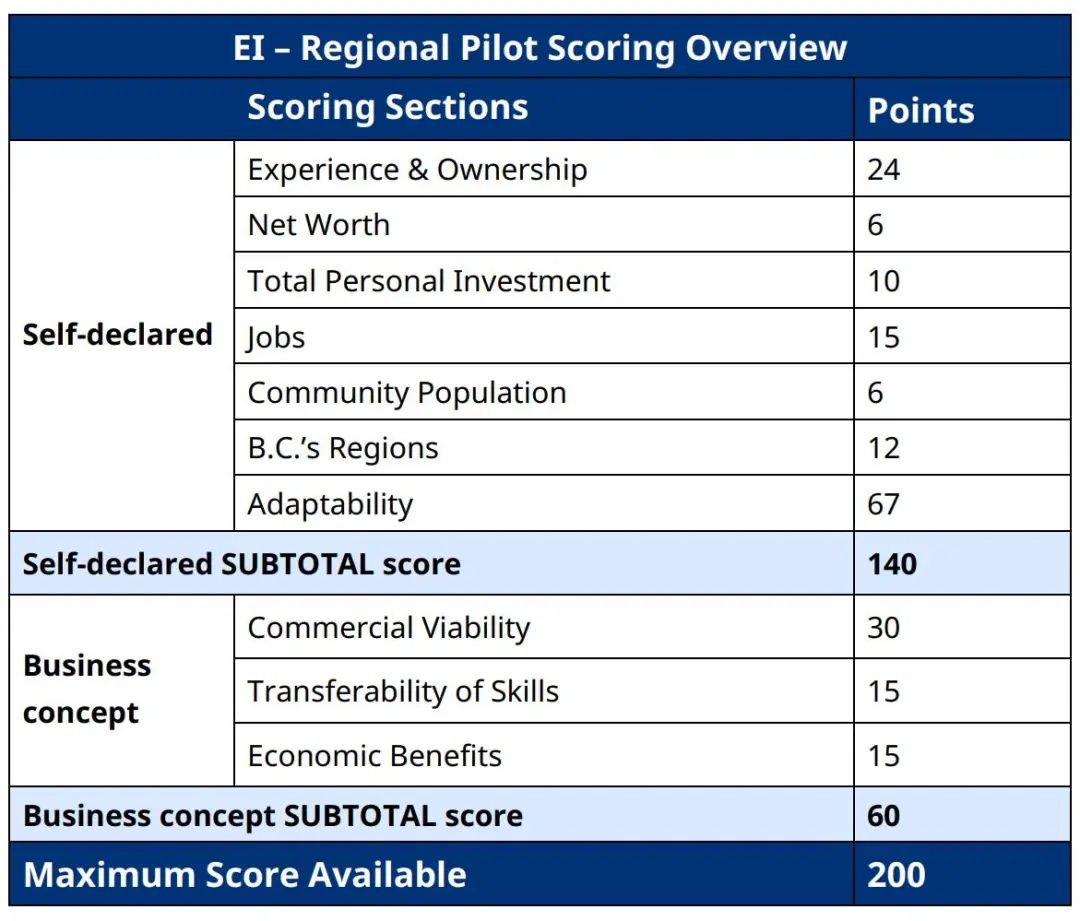 EI – Regional Pilot Scoring Overview
Scoring Sections Points
Self-declared
Experience & Ownership 24
Net Worth 6
Total Personal Investment 10
Jobs 15
Community Population 6
B.C.’s Regions 12
Adaptability 67
Self-declared SUBTOTAL score 140
Business
concept
Commercial Viability 30
Transferability of Skills 15
Economic Benefits 15
Business concept SUBTOTAL score 60
Maximum Score Available 200